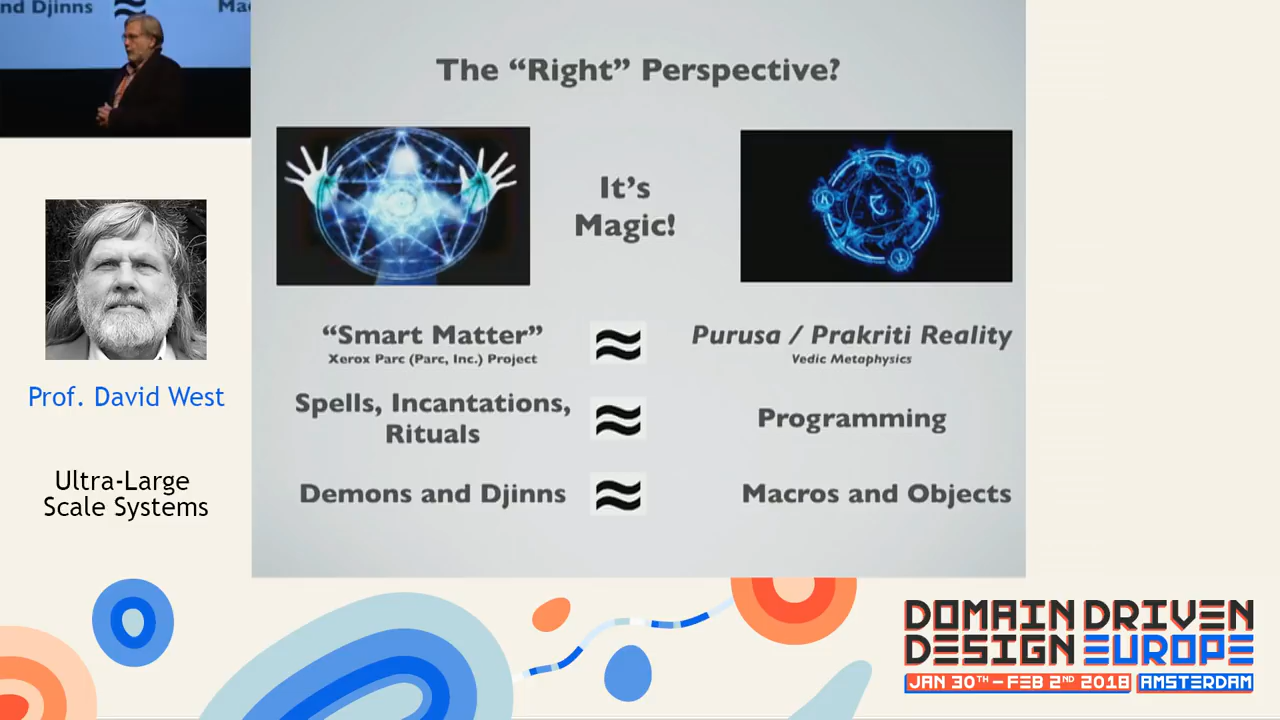 nd Djinns
Mac
The “Right” Perspective?
It’s
Magic!
“Smart Matter”
Xerox Parc (Parc, Inc.) Project
≈
Purusa / Prakriti Reality
Vedic Metaphysics
Spells, Incantations,
Rituals
≈
Programming
Demons and Djinns
≈
Macros and Objects
Prof. David West
Ultra-Large
Scale Systems
DOMAIN DRIVEN
DESIGN EUROPE
JAN 30TH – FEB 2ND 2018 AMSTERDAM